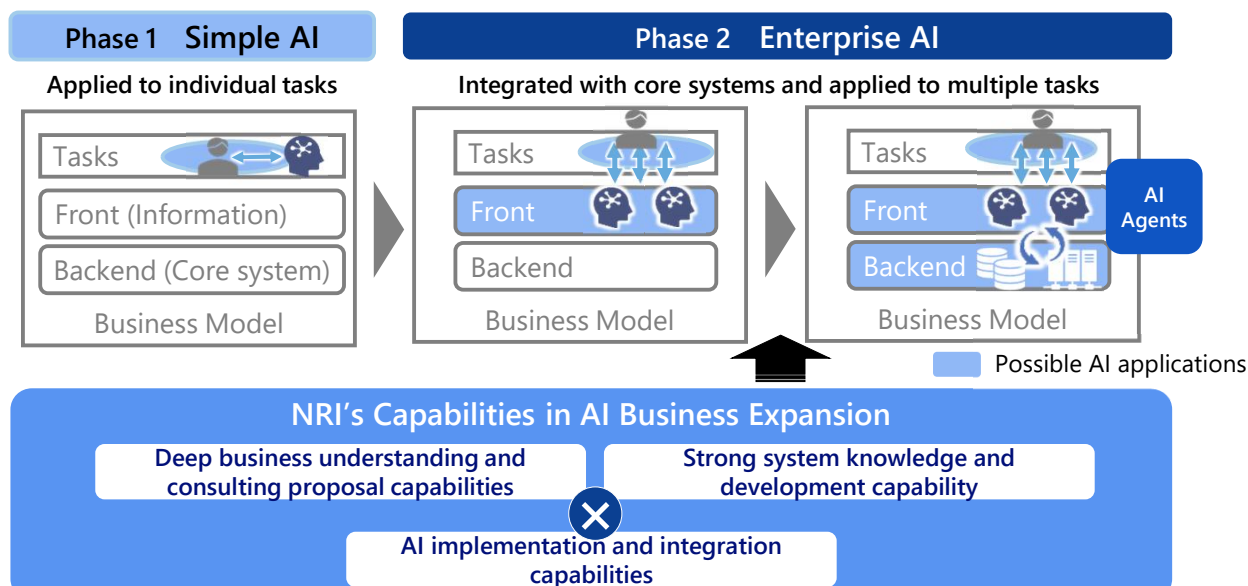 Phase 1 Simple AI
Phase 2 Enterprise AI
Applied to individual tasks
Integrated with core systems and applied to multiple tasks
Tasks
Front (Information)
Backend (Core system)
Business Model
Tasks
Front
Backend
Business Model
Tasks
Front
Backend
Business Model
AI
Agents
Possible AI applications
NRI's Capabilities in AI Business Expansion
Deep business understanding and
consulting proposal capabilities
Strong system knowledge and
development capability
×
AI implementation and integration
capabilities